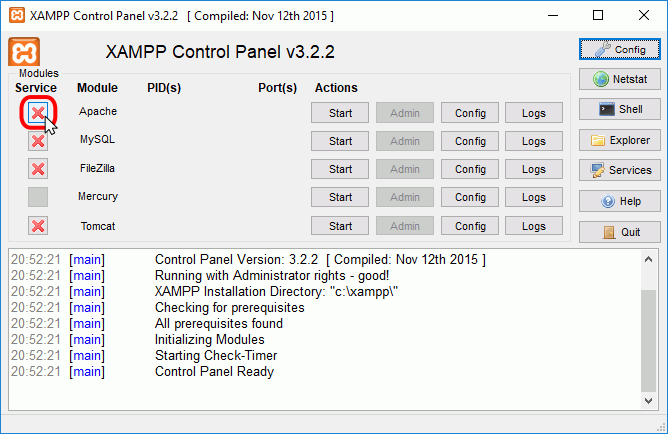 XAMPP Control Panel v3.2.2 [ Compiled: Nov 12th 2015 ]
XAMPP Control Panel v3.2.2
Config
Modules
Service Module PID(s) Port(s) Actions
Netstat
Apache Start Admin Config Logs
Shell
MySQL Start Admin Config Logs
Explorer
FileZilla Start Admin Config Logs
Services
Mercury Start Admin Config Logs
Help
Tomcat Start Admin Config Logs
Quit
20:52:21 [main] Control Panel Version: 3.2.2 [ Compiled: Nov 12th 2015 ]
20:52:21 [main] Running with Administrator rights - good!
20:52:21 [main] XAMPP Installation Directory: "c:\xampp\"
20:52:21 [main] Checking for prerequisites
20:52:21 [main] All prerequisites found
20:52:21 [main] Initializing Modules
20:52:21 [main] Starting Check-Timer
20:52:21 [main] Control Panel Ready